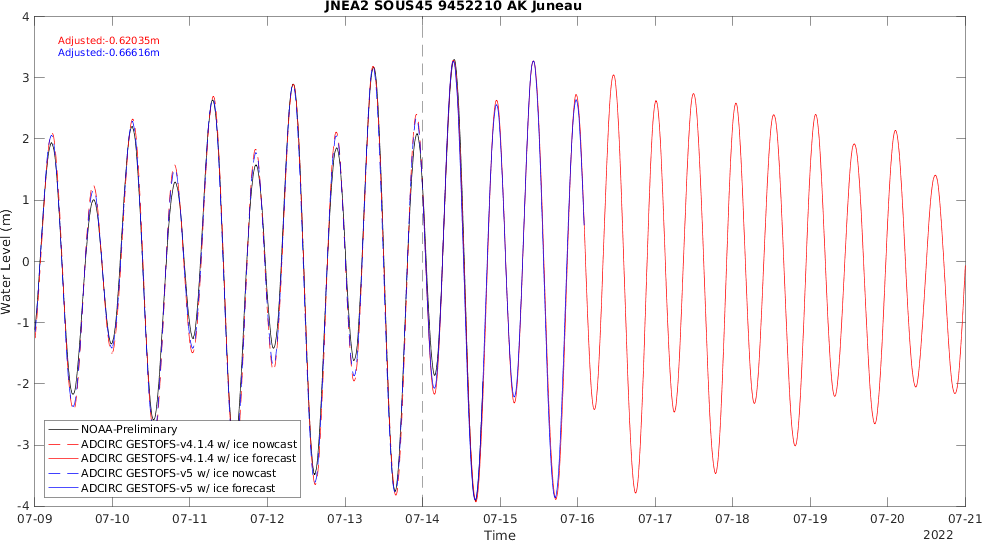 JNEA2 SOUS45 9452210 AK Juneau
Adjusted:-0.62035m
Adjusted:-0.66616m
4
3
2
1
0
-1
-2
-3
-4
Water Level (m)
NOAA-Preliminary
ADCIRC GESTOFS-v4.1.4 w/ ice nowcast
ADCIRC GESTOFS-v4.1.4 w/ ice forecast
ADCIRC GESTOFS-v5 w/ ice nowcast
ADCIRC GESTOFS-v5 w/ ice forecast
07-09 07-10 07-11 07-12 07-13 07-14 07-15 07-16 07-17 07-18 07-19 07-20 07-21
Time
2022